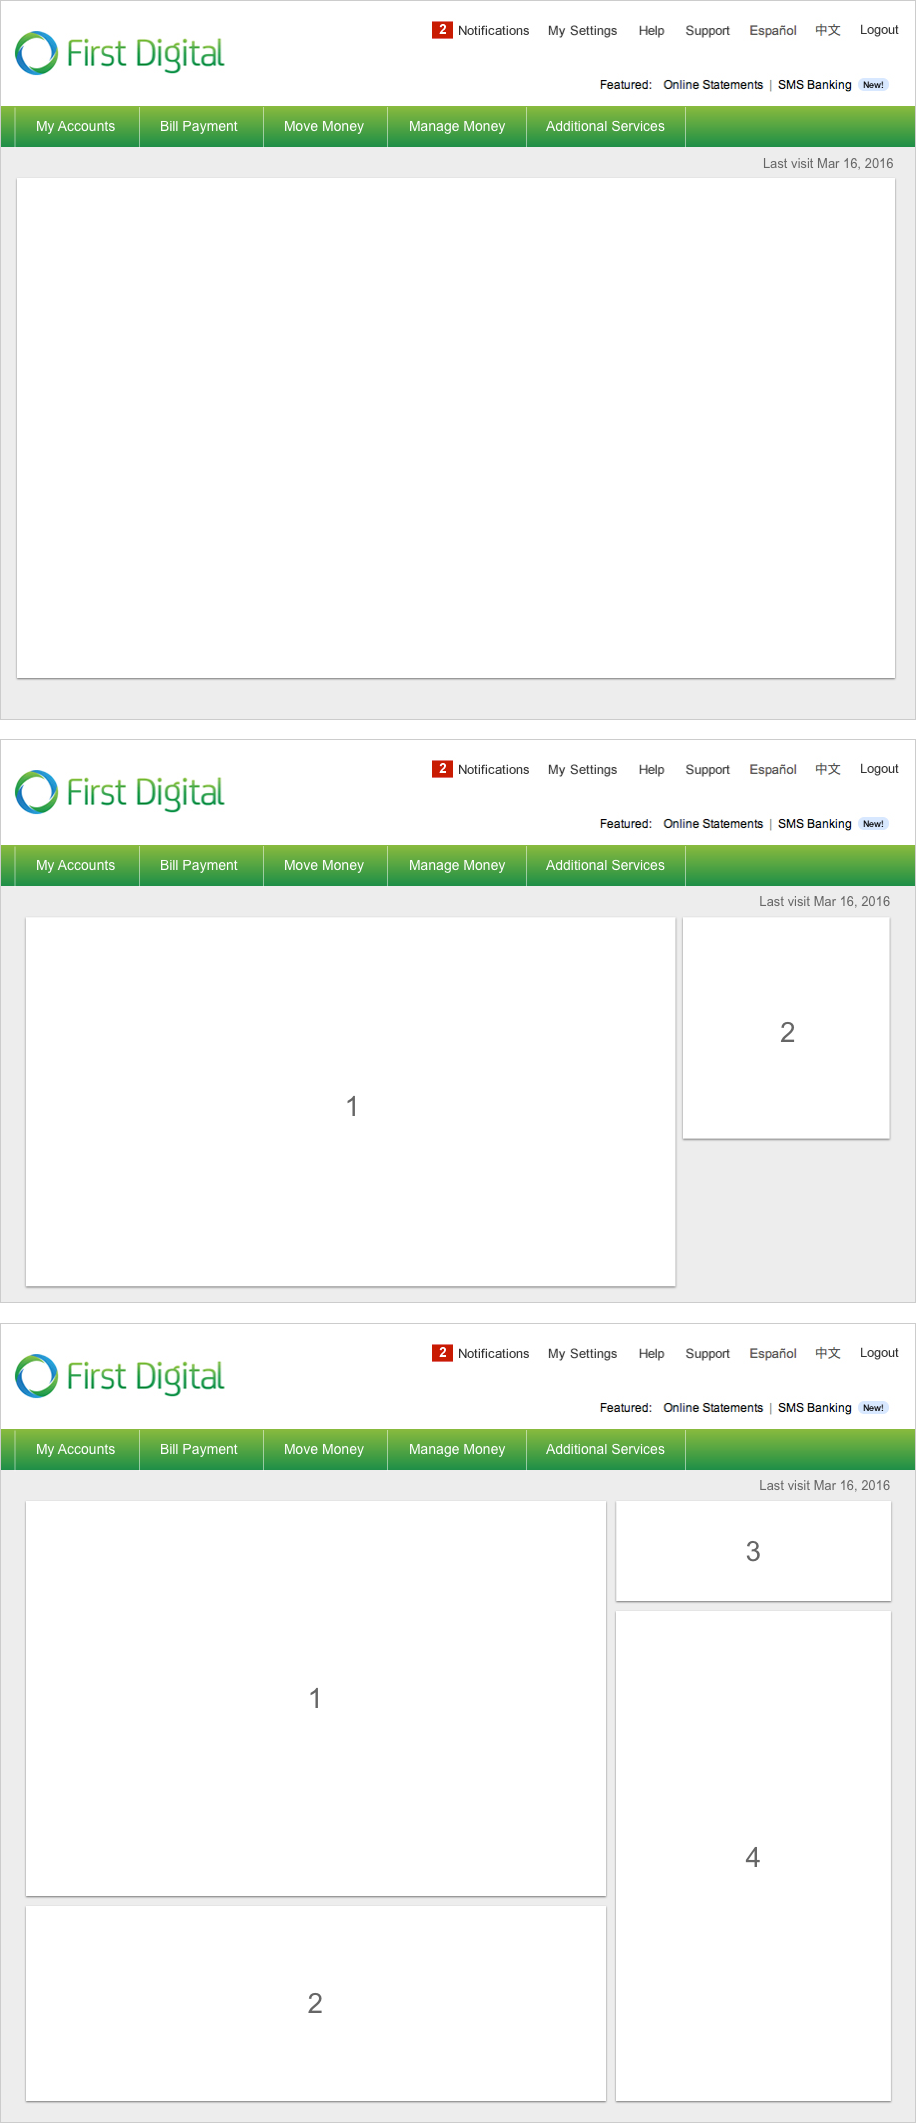 2 Notifications My Settings Help Support Español 中文 Logout
First Digital
Featured: Online Statements | SMS Banking New!
My Accounts Bill Payment Move Money Manage Money Additional Services
Last visit Mar 16, 2016
2 Notifications My Settings Help Support Español 中文 Logout
First Digital
Featured: Online Statements | SMS Banking New!
My Accounts Bill Payment Move Money Manage Money Additional Services
Last visit Mar 16, 2016
2
1
2 Notifications My Settings Help Support Español 中文 Logout
First Digital
Featured: Online Statements | SMS Banking New!
My Accounts Bill Payment Move Money Manage Money Additional Services
Last visit Mar 16, 2016
3
1
4
2